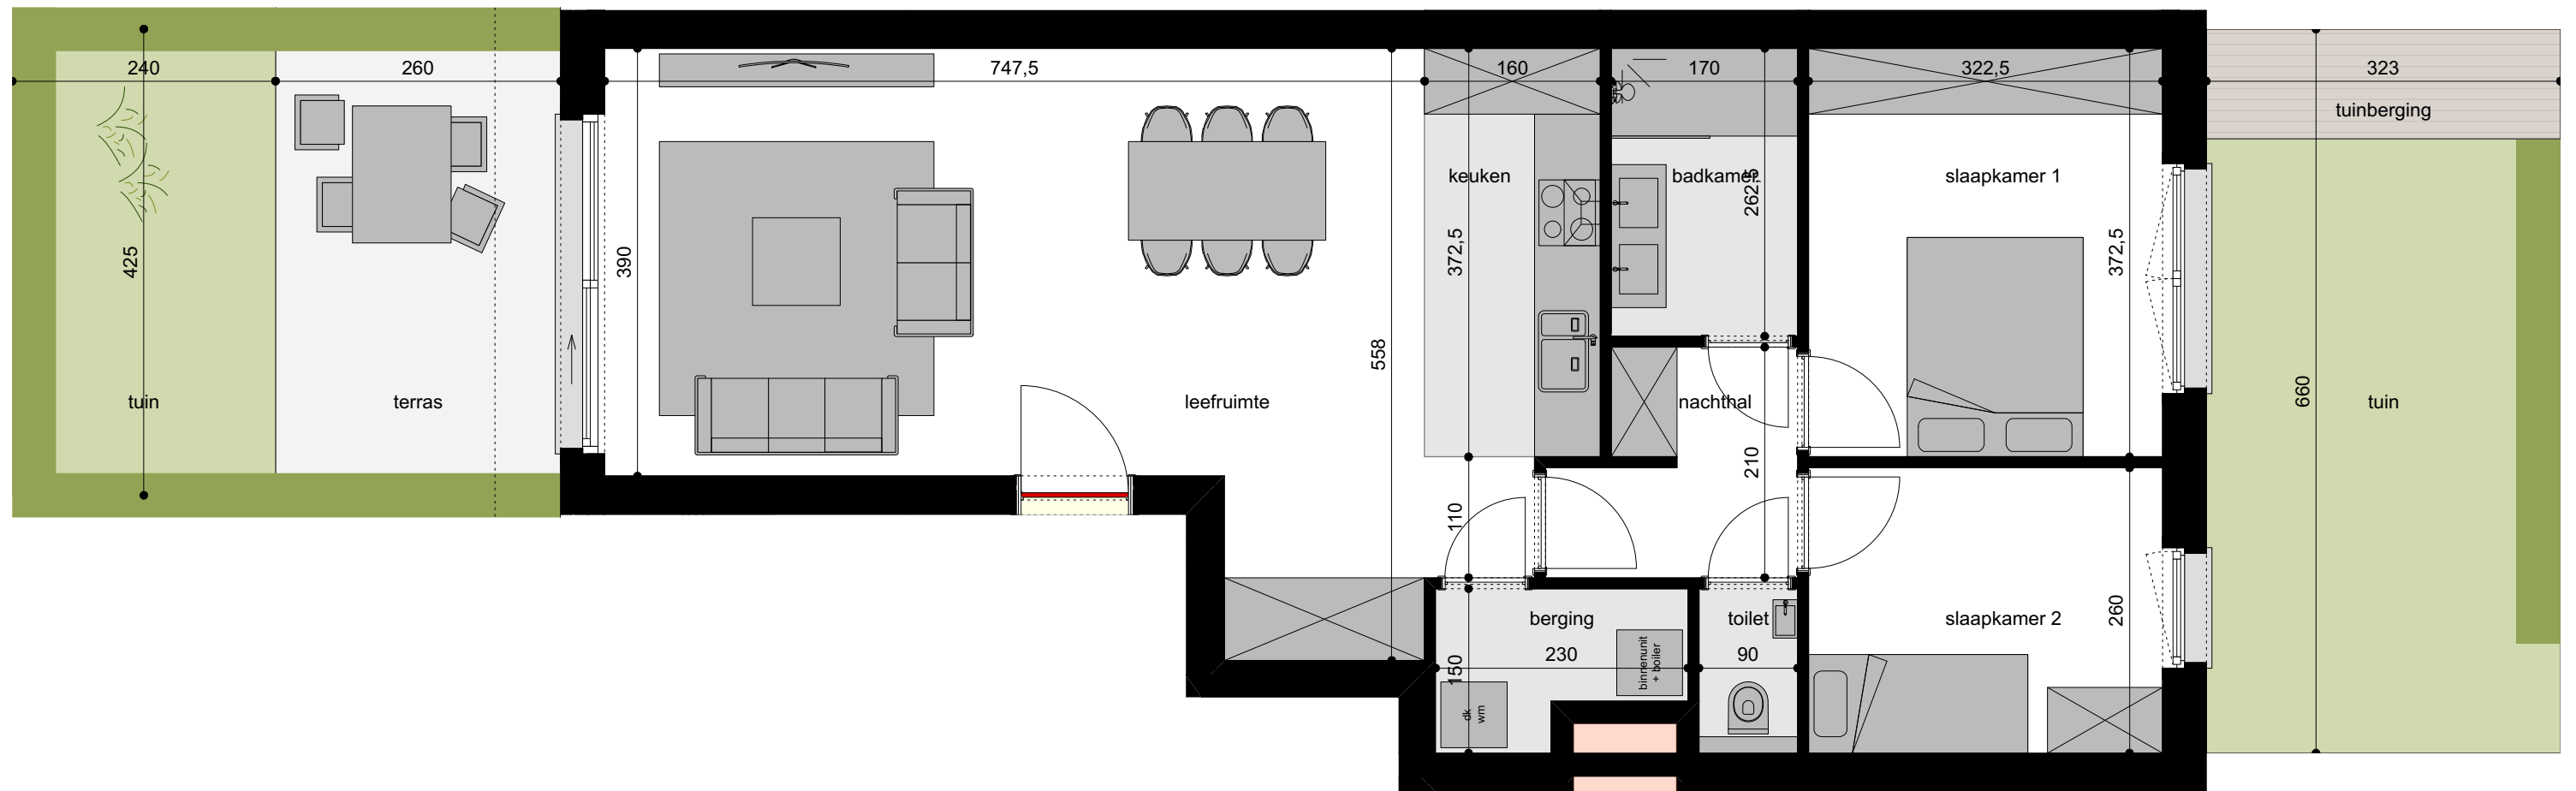 240
260
747,5
160
170
322,5
323
tuinberging
keuken
badkamer
slaapkamer 1
262,5
425
390
372,5
372,5
558
660
tuin
terras
leefruimte
nachthal
tuin
210
110
berging
toilet
slaapkamer 2
260
230
90
150
binnenunit
+ boiler
dk
wm